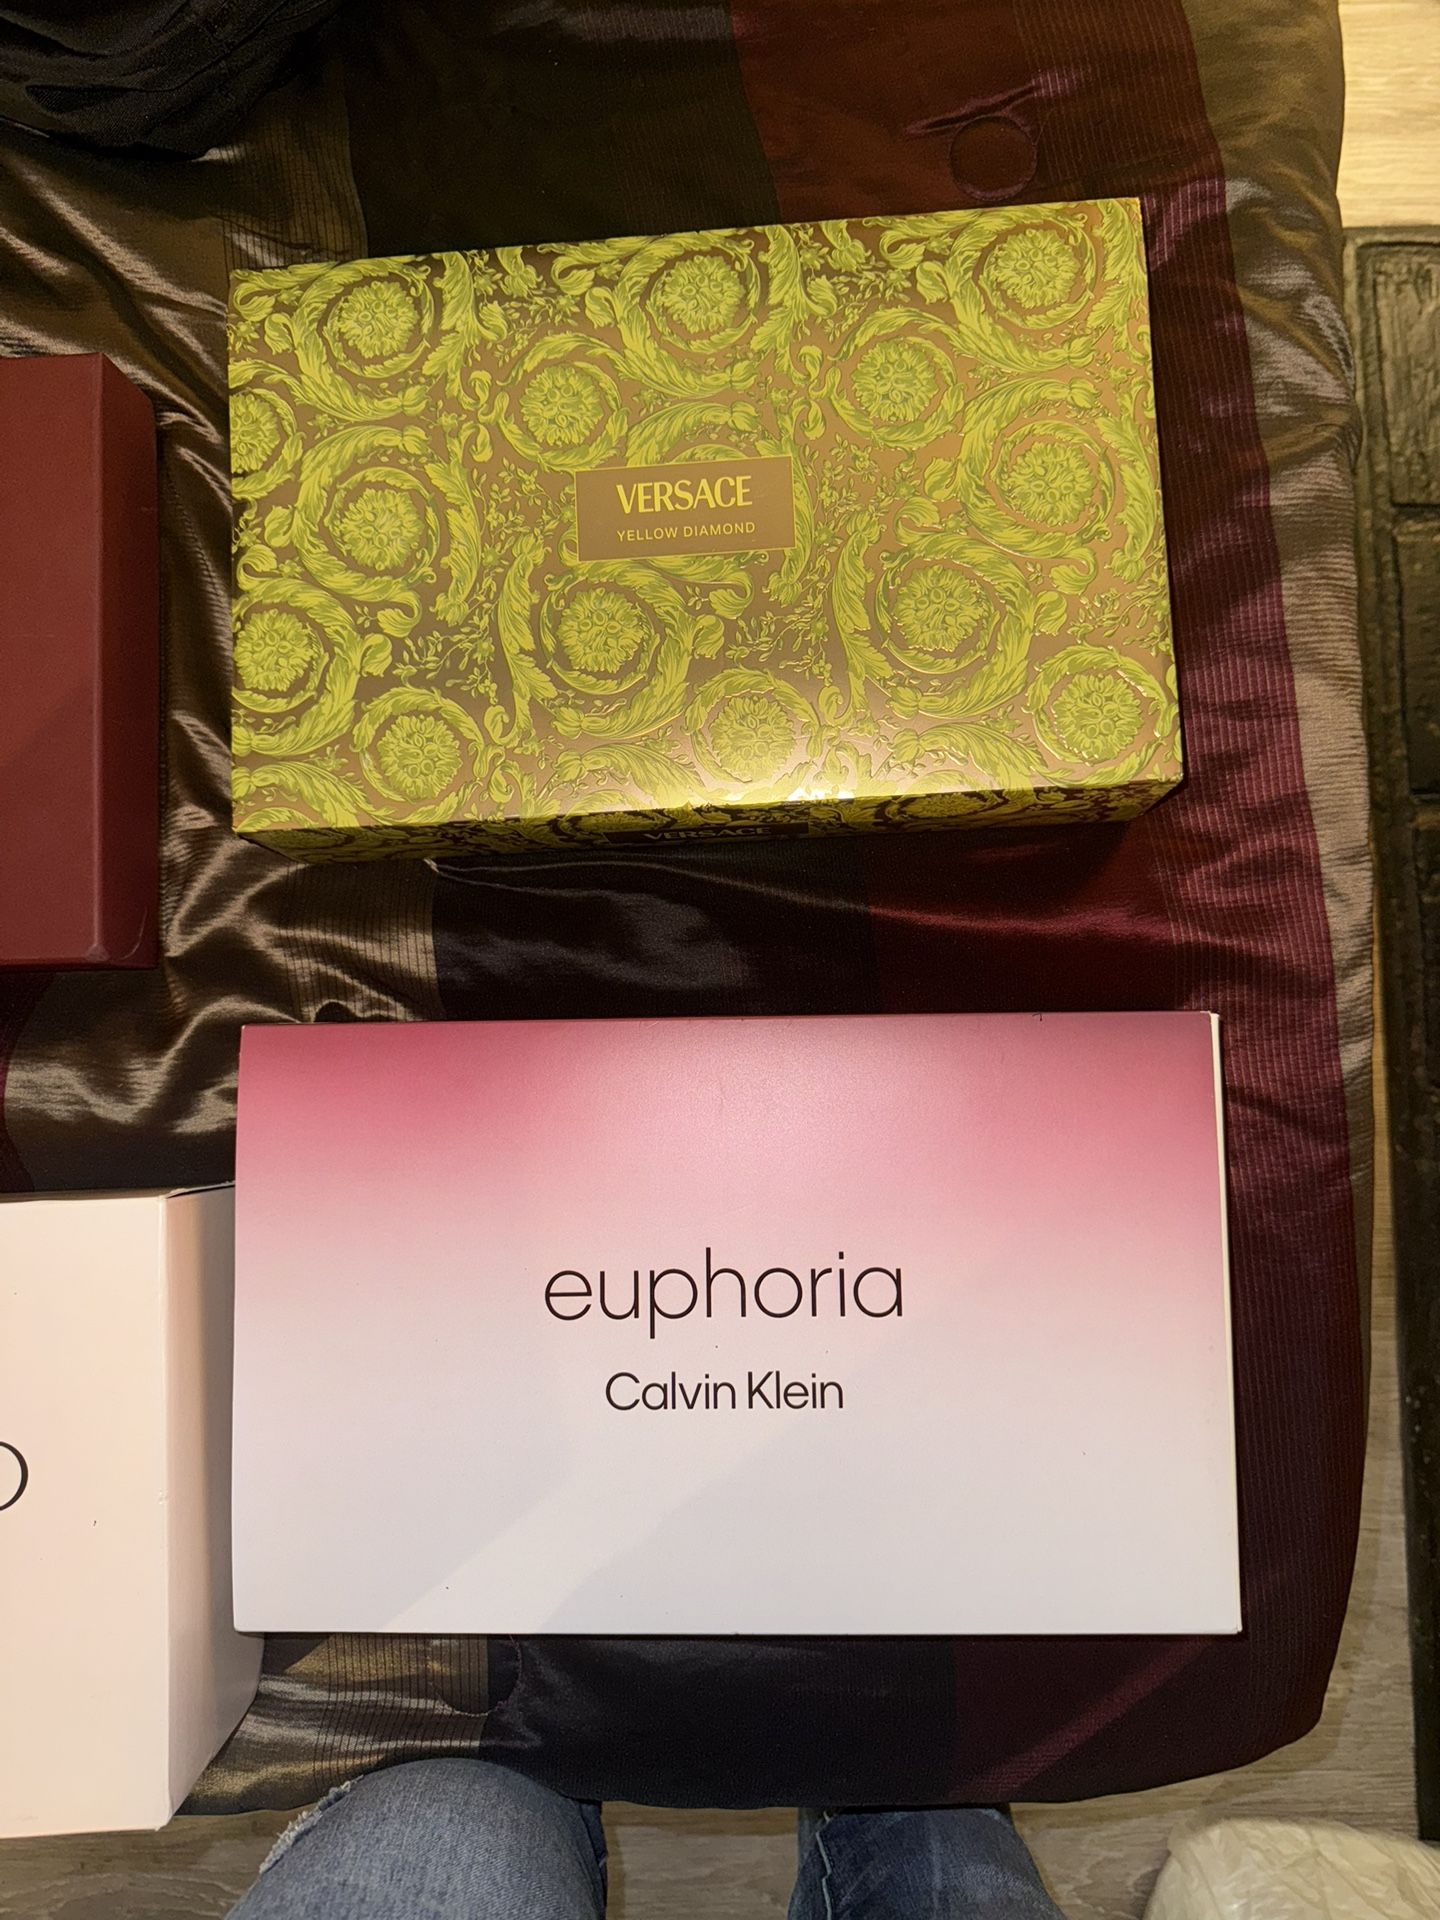 VERSACE
YELLOW DIAMOND
VERSACE
euphoria
Calvin Klein